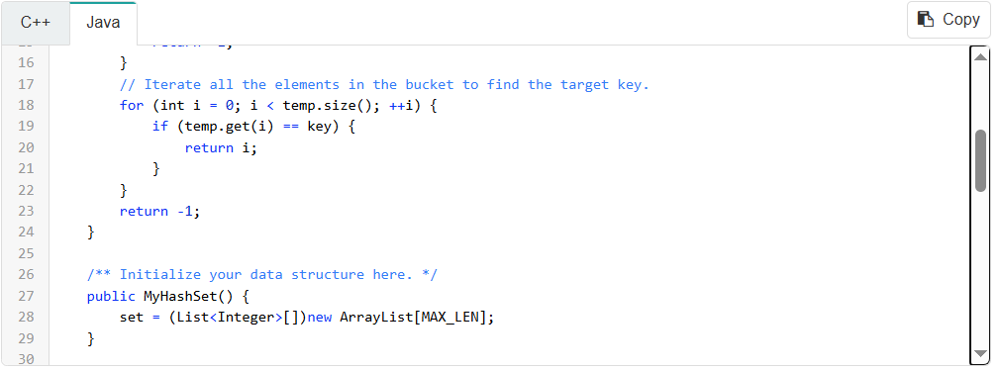 C++ Java Copy
16 }
17 // Iterate all the elements in the bucket to find the target key.
18 for (int i = 0; i < temp.size(); ++i) {
19 if (temp.get(i) == key) {
20 return i;
21 }
22 }
23 return -1;
24 }
25
26 /** Initialize your data structure here. */
27 public MyHashSet() {
28 set = (List<Integer>[])new ArrayList[MAX_LEN];
29 }
30